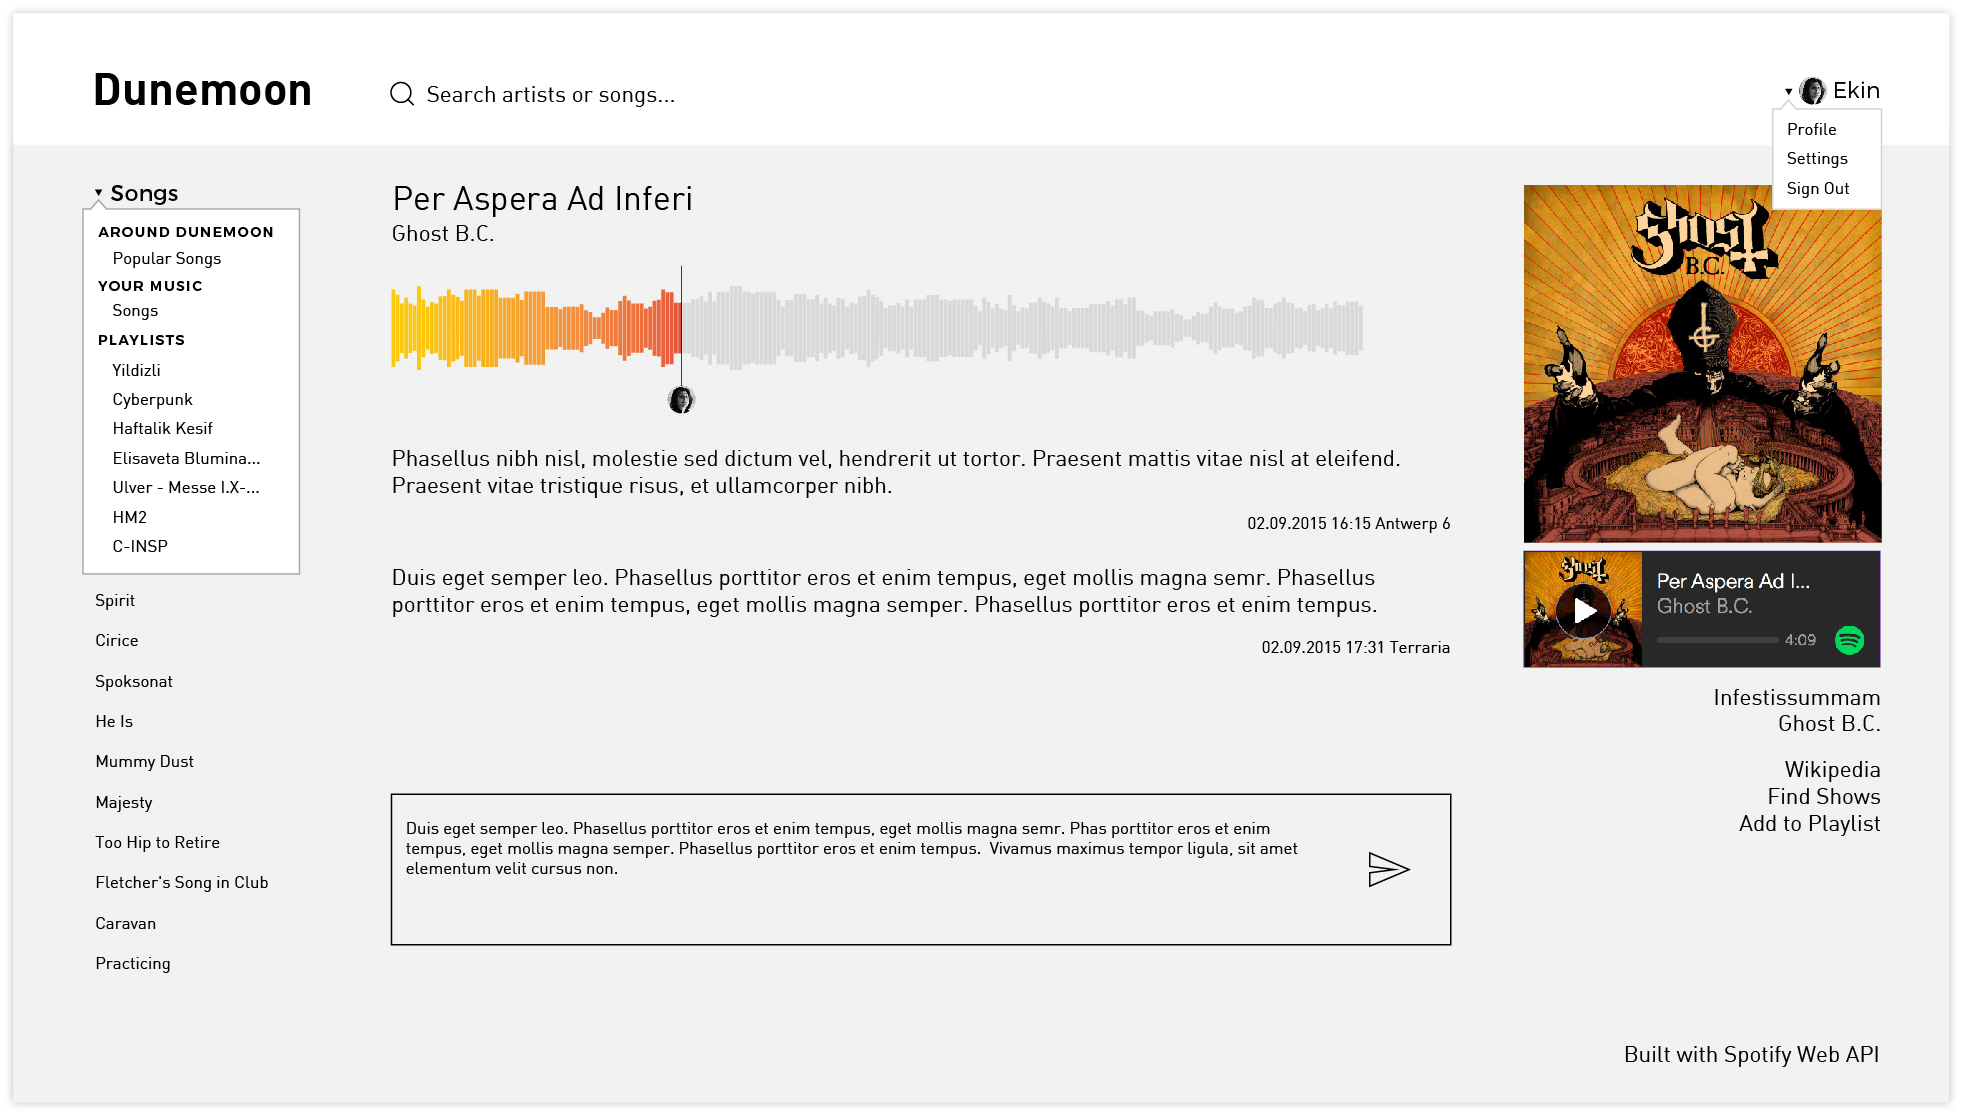 Dunemoon
Search artists or songs...
Ekin
Profile
Settings
Sign Out
Songs
AROUND DUNEMOON
Popular Songs
YOUR MUSIC
Songs
PLAYLISTS
Yildizli
Cyberpunk
Haftalik Kesif
Elisaveta Blumina...
Ulver - Messe I.X-...
HM2
C-INSP
Spirit
Cirice
Spoksonat
He Is
Mummy Dust
Majesty
Too Hip to Retire
Fletcher's Song in Club
Caravan
Practicing
Per Aspera Ad Inferi
Ghost B.C.
Phasellus nibh nisl, molestie sed dictum vel, hendrerit ut tortor. Praesent mattis vitae nisl at eleifend.
Praesent vitae tristique risus, et ullamcorper nibh.
02.09.2015 16:15 Antwerp 6
Duis eget semper leo. Phasellus porttitor eros et enim tempus, eget mollis magna semr. Phasellus
porttitor eros et enim tempus, eget mollis magna semper. Phasellus porttitor eros et enim tempus.
02.09.2015 17:31 Terraria
Duis eget semper leo. Phasellus porttitor eros et enim tempus, eget mollis magna semr. Phas porttitor eros et enim
tempus, eget mollis magna semper. Phasellus porttitor eros et enim tempus.  Vivamus maximus tempor ligula, sit amet
elementum velit cursus non.
Ghost
B.C.
Ghost
Per Aspera Ad I...
Ghost B.C.
4:09
Infestissummam
Ghost B.C.
Wikipedia
Find Shows
Add to Playlist
Built with Spotify Web API